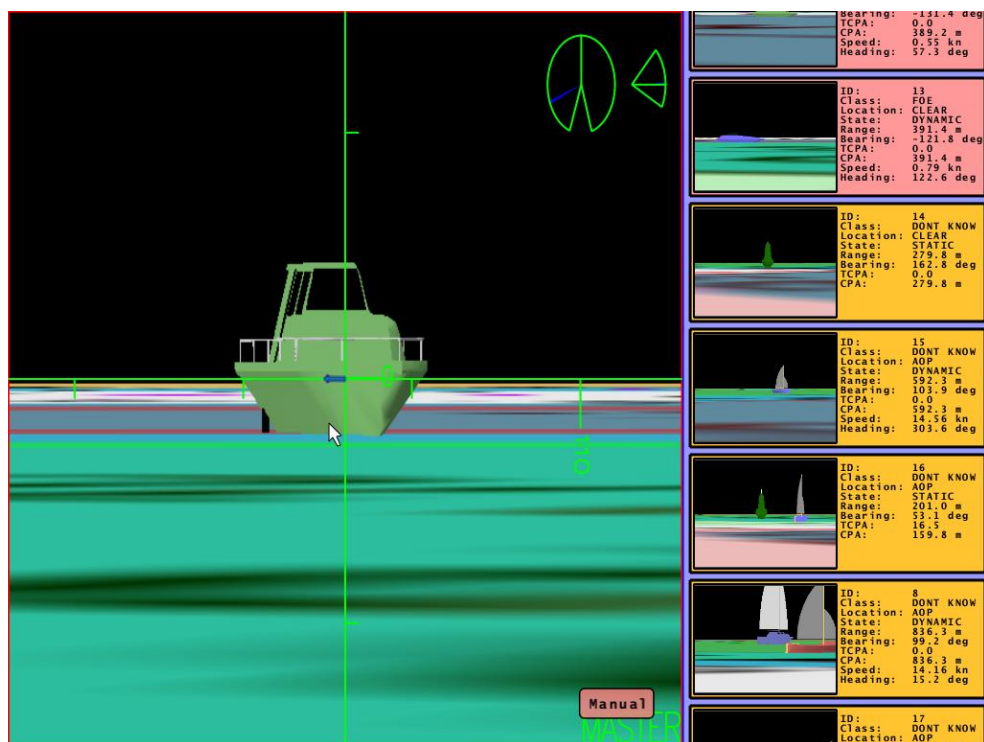 110
Manual
MASTER
Bearing: -131.4 deg
TCPA: 0.0
CPA: 389.2 m
Speed: 0.55 kn
Heading: 57.3 deg
ID: 13
Class: FOE
Location: CLEAR
State: DYNAMIC
Range: 391.4 m
Bearing: -121.8 deg
TCPA: 0.0
CPA: 391.4 m
Speed: 0.79 kn
Heading: 122.6 deg
ID: 14
Class: DONT KNOW
Location: CLEAR
State: STATIC
Range: 279.8 m
Bearing: 162.8 deg
TCPA: 0.0
CPA: 279.8 m
ID: 15
Class: DONT KNOW
Location: AOP
State: DYNAMIC
Range: 592.3 m
Bearing: 103.9 deg
TCPA: 0.0
CPA: 592.3 m
Speed: 14.56 kn
Heading: 303.6 deg
ID: 16
Class: DONT KNOW
Location: AOP
State: STATIC
Range: 201.0 m
Bearing: 53.1 deg
TCPA: 16.5
CPA: 159.8 m
ID: 8
Class: DONT KNOW
Location: AOP
State: DYNAMIC
Range: 836.3 m
Bearing: 99.2 deg
TCPA: 0.0
CPA: 836.3 m
Speed: 14.16 kn
Heading: 15.2 deg
ID: 17
Class: DONT KNOW
Location: AOP